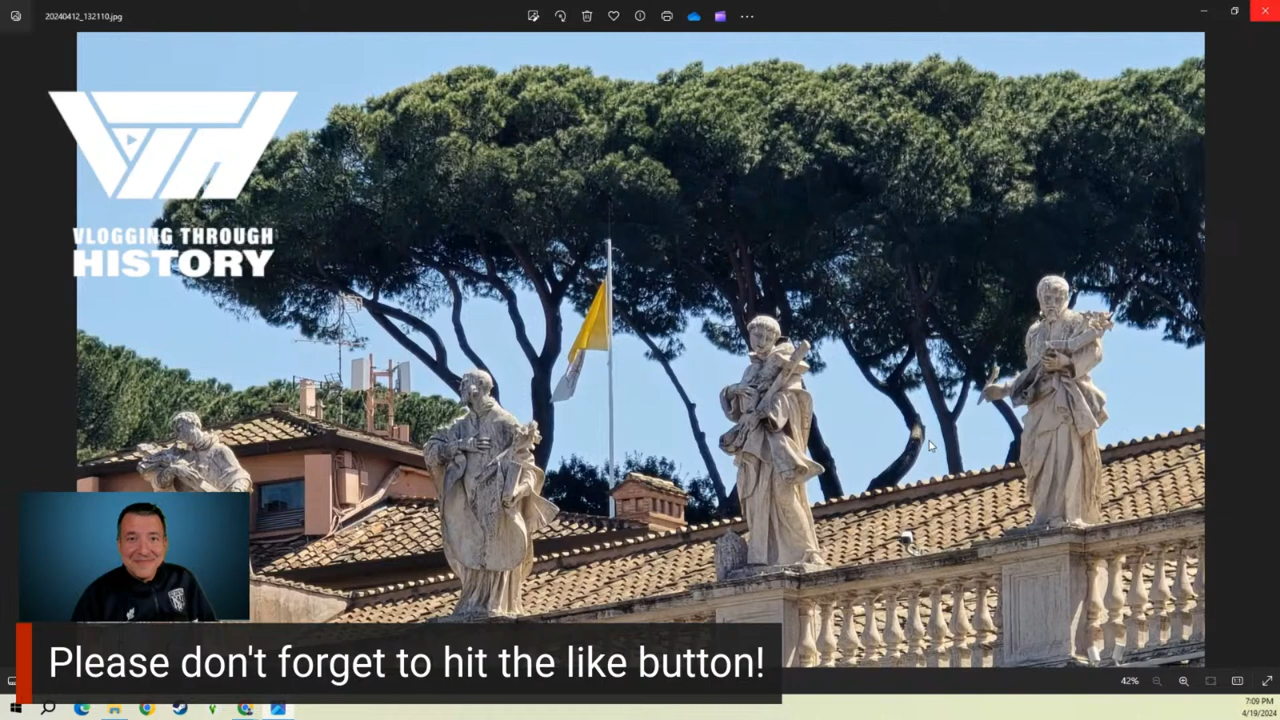 20240412_132110.jpg
VTH
VLOGGING THROUGH
HISTORY
Please don't forget to hit the like button!
42%
7:09 PM
4/19/2024